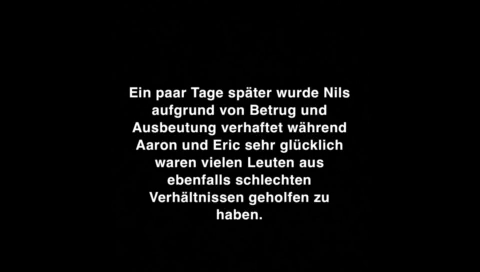 Ein paar Tage später wurde Nils
aufgrund von Betrug und
Ausbeutung verhaftet während
Aaron und Eric sehr glücklich
waren vielen Leuten aus
ebenfalls schlechten
Verhältnissen geholfen zu
haben.